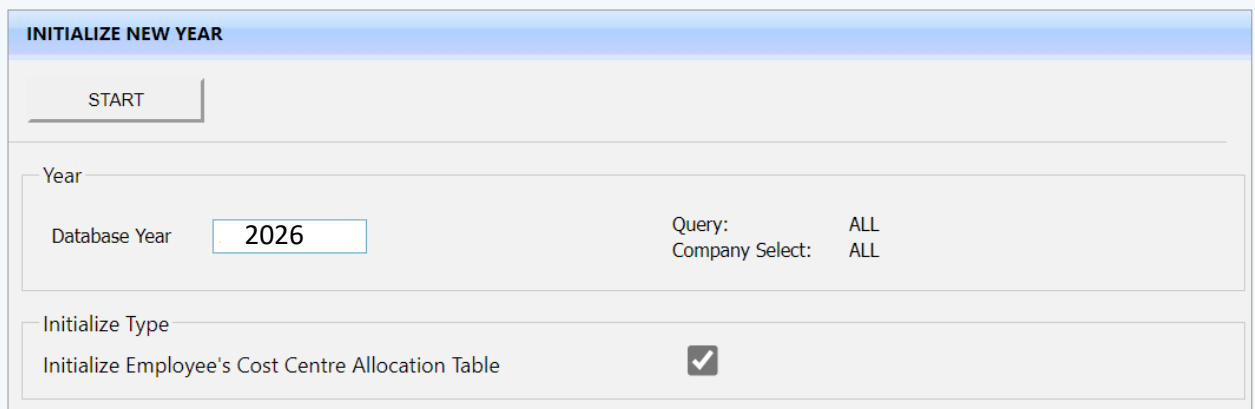 INITIALIZE NEW YEAR
START
Year
Database Year 2026
Query: ALL
Company Select: ALL
Initialize Type
Initialize Employee's Cost Centre Allocation Table